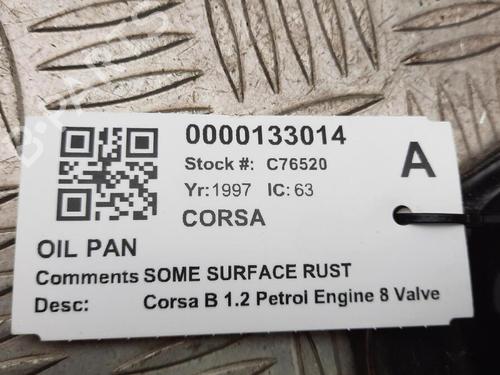 0000133014
A
Stock #: C76520
Yr: 1997 IC: 63
CORSA
OIL PAN
Comments SOME SURFACE RUST
Desc: Corsa B 1.2 Petrol Engine 8 Valve
B-PARTS